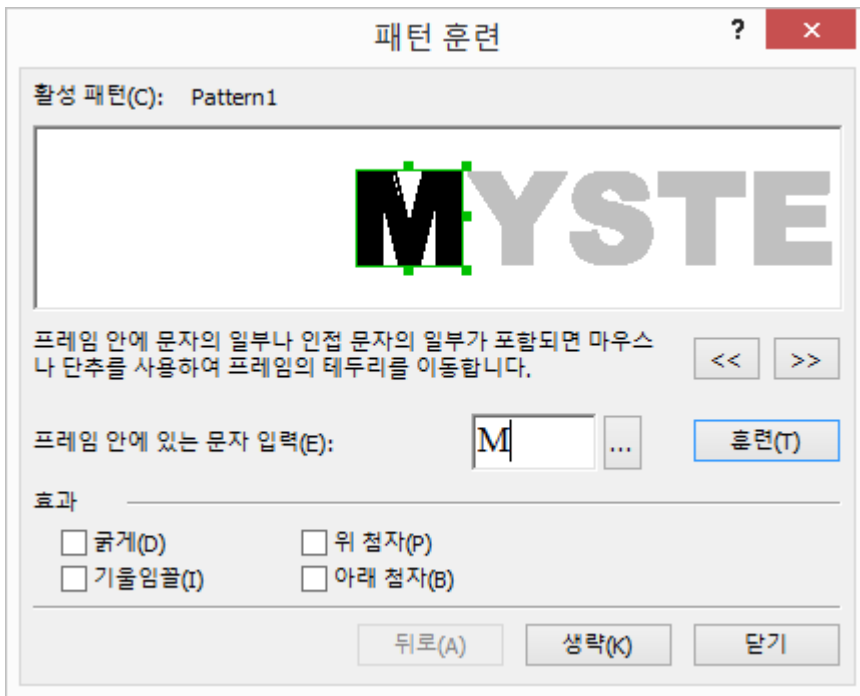 패턴 훈련
?
×
활성 패턴(C): Pattern1
MYSTE
프레임 안에 문자의 일부나 인접 문자의 일부가 포함되면 마우스
나 단추를 사용하여 프레임의 테두리를 이동합니다.
<< >>
프레임 안에 있는 문자 입력(E): M ... 훈련(T)
효과
굵게(D) 위 첨자(P)
기울임꼴(I) 아래 첨자(B)
뒤로(A) 생략(K) 닫기